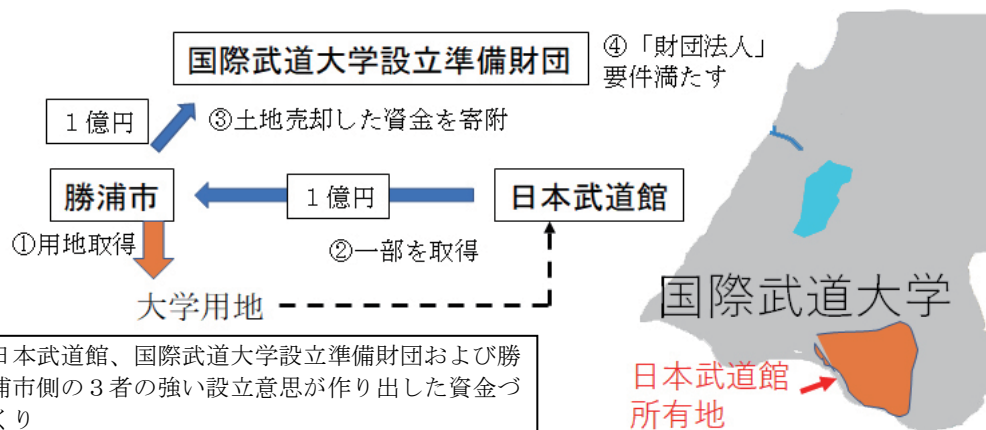 国際武道大学設立準備財団
④「財団法人」
要件満たす
1億円
③土地売却した資金を寄附
勝浦市
1億円
日本武道館
①用地取得
②一部を取得
大学用地
日本武道館、国際武道大学設立準備財団および勝
浦市側の3者の強い設立意思が作り出した資金づ
くり
国際武道大学
日本武道館
所有地